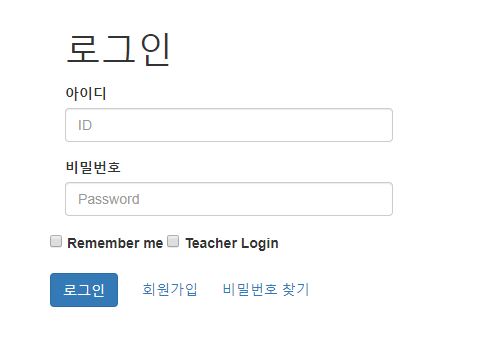 로그인
아이디
ID
비밀번호
Password
Remember me Teacher Login
로그인 회원가입 비밀번호 찾기